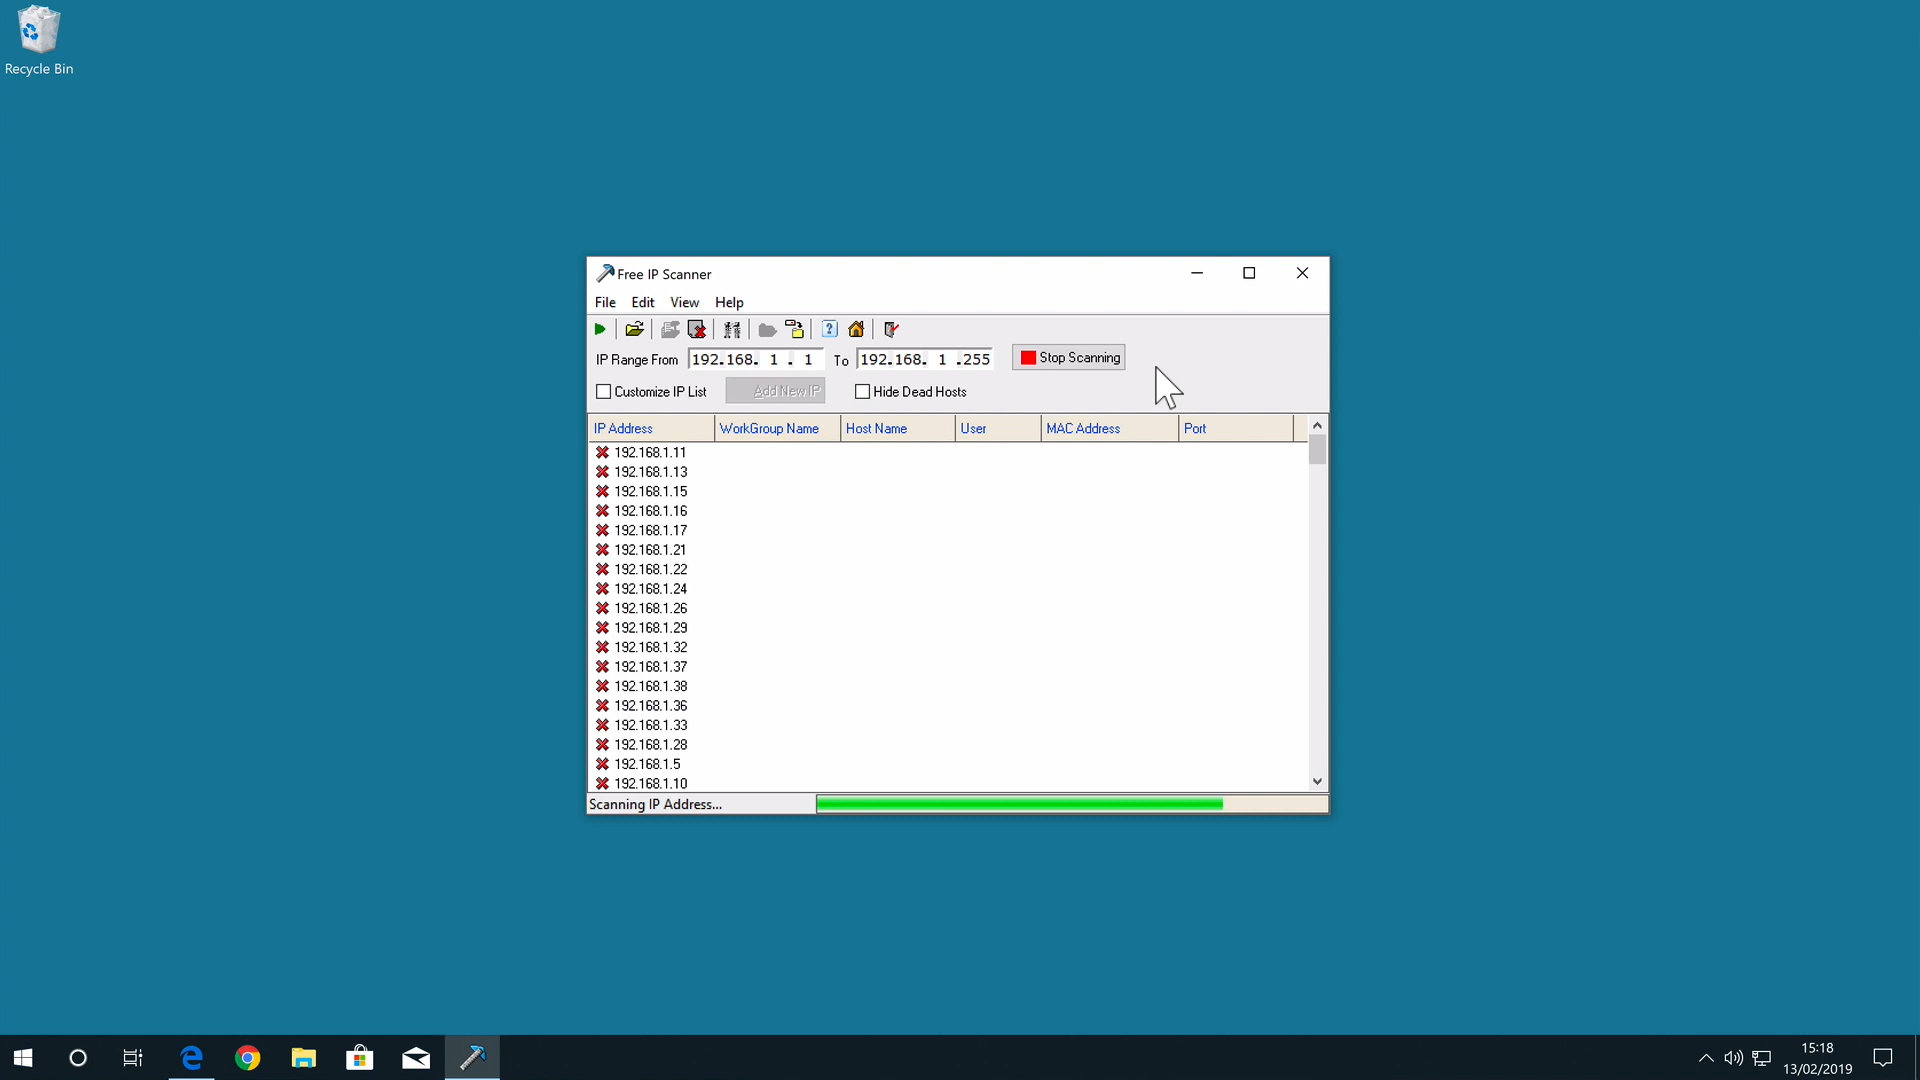 Recycle Bin
Free IP Scanner
File Edit View Help
IP Range From 192.168. 1 . 1 To 192.168. 1 .255 Stop Scanning
Customize IP List Add New IP Hide Dead Hosts
IP Address WorkGroup Name Host Name User MAC Address Port
192.168.1.11
192.168.1.13
192.168.1.15
192.168.1.16
192.168.1.17
192.168.1.21
192.168.1.22
192.168.1.24
192.168.1.26
192.168.1.29
192.168.1.32
192.168.1.37
192.168.1.38
192.168.1.36
192.168.1.33
192.168.1.28
192.168.1.5
192.168.1.10
Scanning IP Address...
15:18
13/02/2019